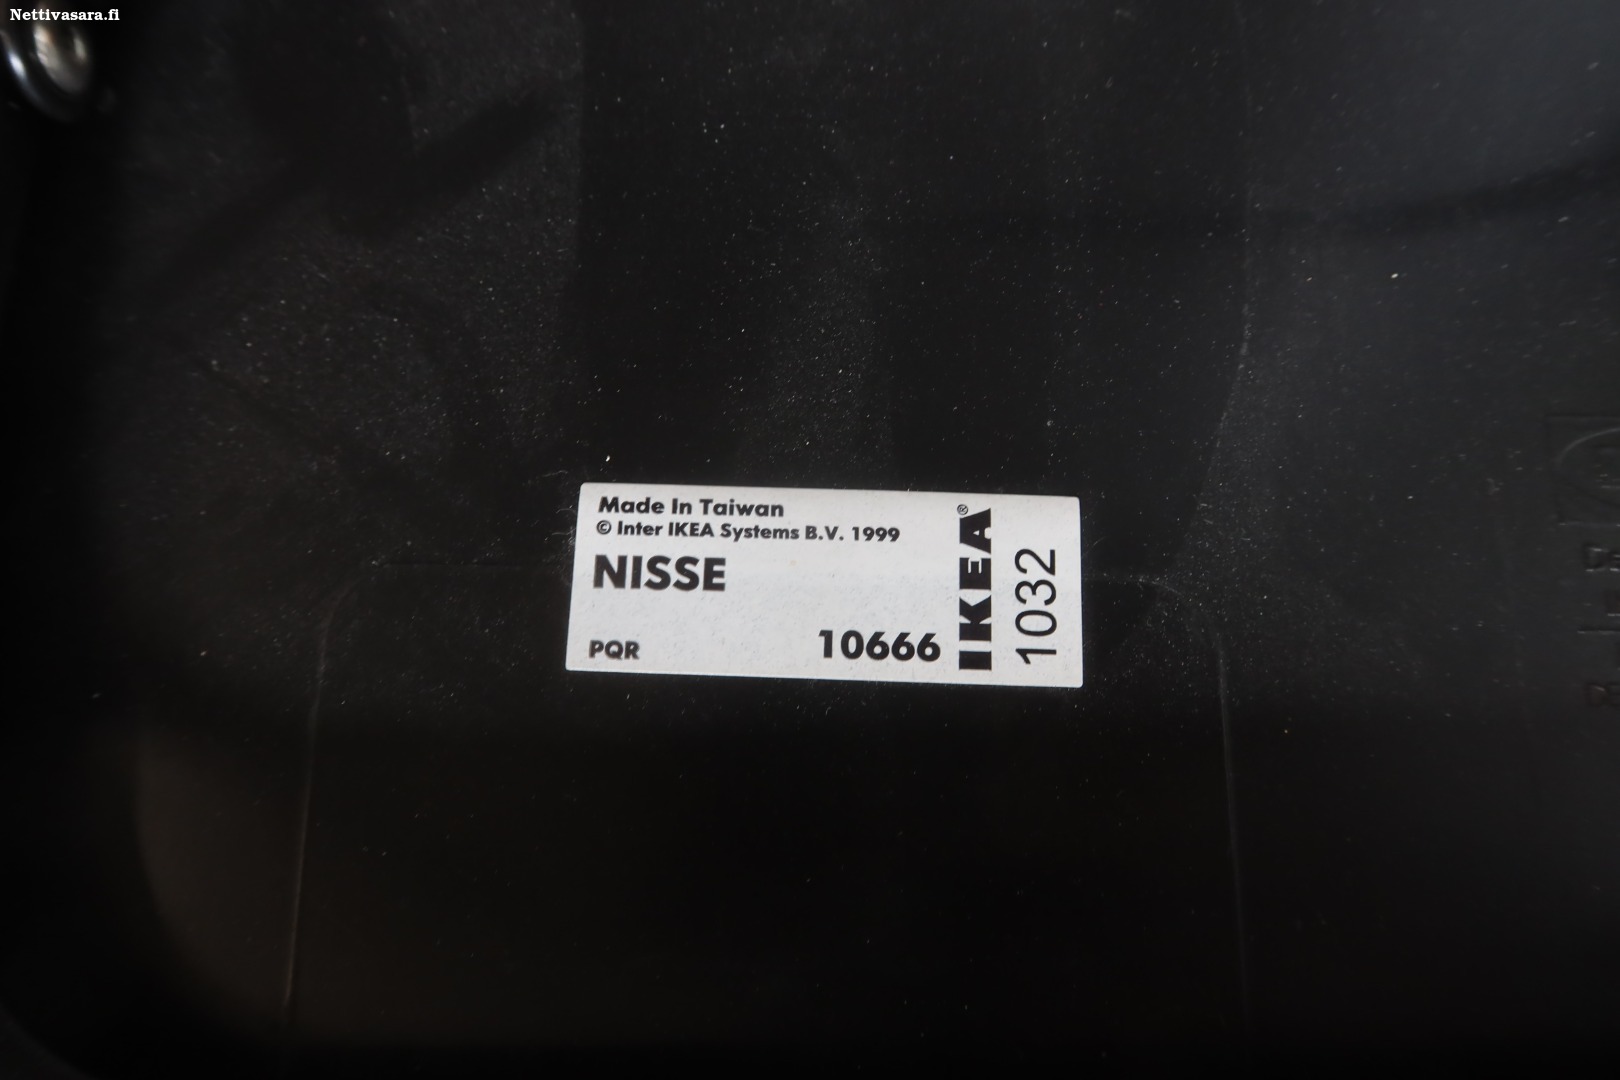 Nettivasara.fi
Made In Taiwan
© Inter IKEA Systems B.V. 1999
NISSE
PQR
10666
IKEA®
1032